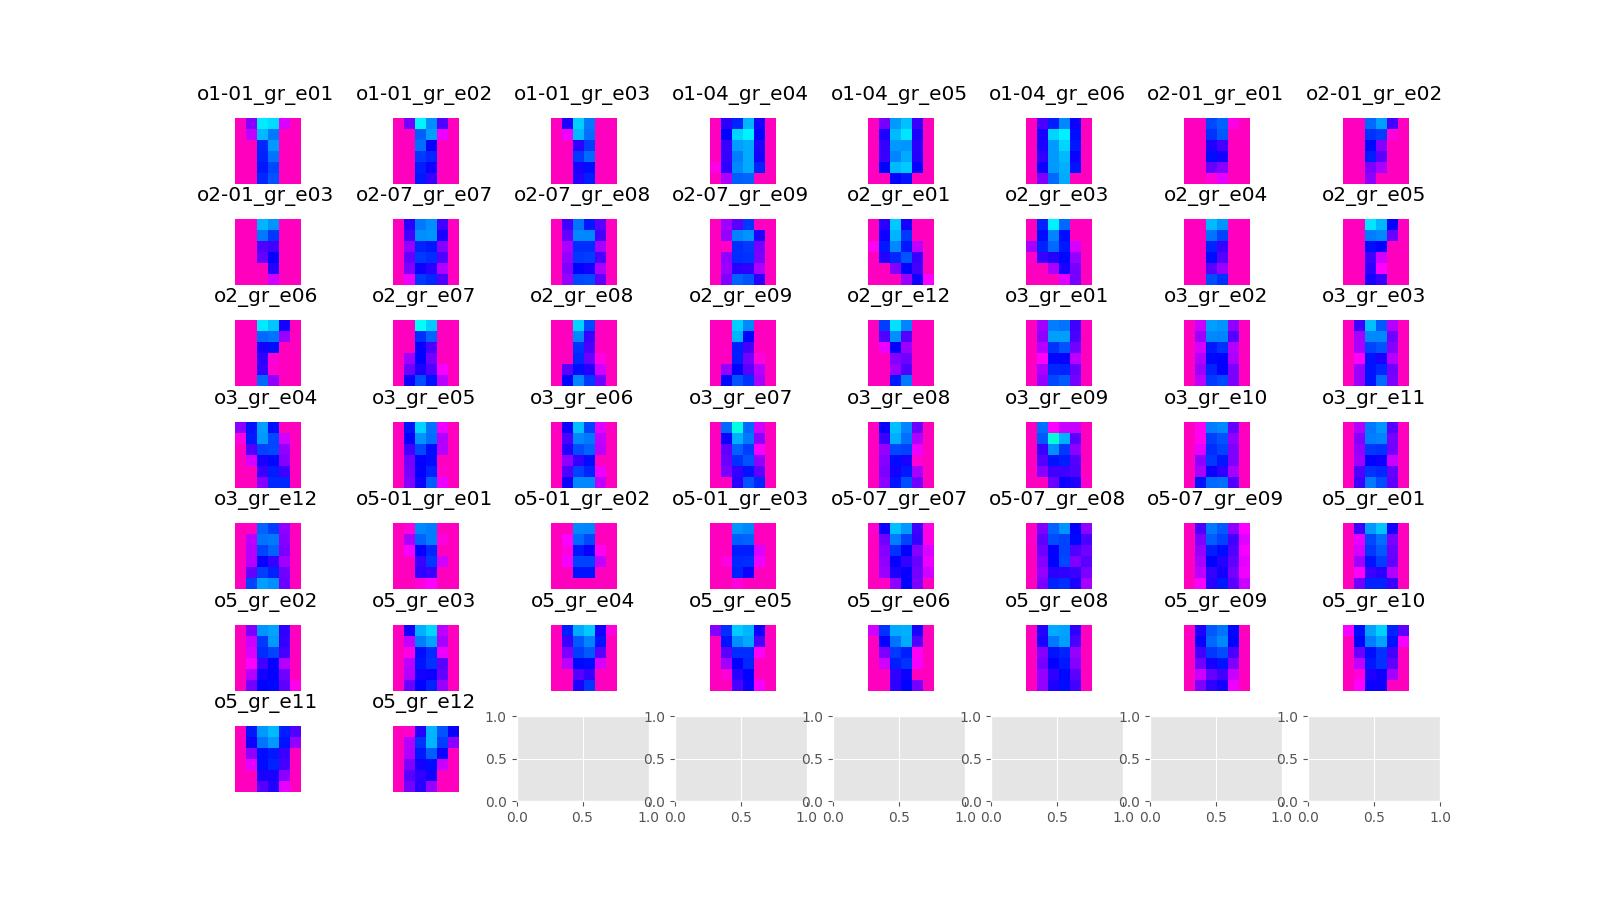 o1-01_gr_e01 o1-01_gr_e02 o1-01_gr_e03 o1-04_gr_e04 o1-04_gr_e05 o1-04_gr_e06 o2-01_gr_e01 o2-01_gr_e02
o2-01_gr_e03 o2-07_gr_e07 o2-07_gr_e08 o2-07_gr_e09 o2_gr_e01 o2_gr_e03 o2_gr_e04 o2_gr_e05
o2_gr_e06 o2_gr_e07 o2_gr_e08 o2_gr_e09 o2_gr_e12 o3_gr_e01 o3_gr_e02 o3_gr_e03
o3_gr_e04 o3_gr_e05 o3_gr_e06 o3_gr_e07 o3_gr_e08 o3_gr_e09 o3_gr_e10 o3_gr_e11
o3_gr_e12 o5-01_gr_e01 o5-01_gr_e02 o5-01_gr_e03 o5-07_gr_e07 o5-07_gr_e08 o5-07_gr_e09 o5_gr_e01
o5_gr_e02 o5_gr_e03 o5_gr_e04 o5_gr_e05 o5_gr_e06 o5_gr_e08 o5_gr_e09 o5_gr_e10
o5_gr_e11 o5_gr_e12
1.0 1.0 1.0 1.0 1.0 1.0
0.5 0.5 0.5 0.5 0.5 0.5
0.0 0.0 0.0 0.0 0.0 0.0
0.0 0.5 1.0 0.0 0.5 1.0 0.0 0.5 1.0 0.0 0.5 1.0 0.0 0.5 1.0 0.0 0.5 1.0